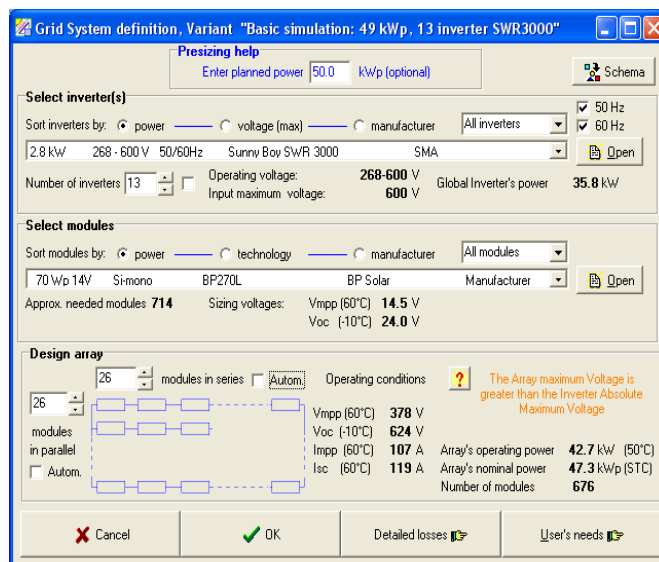 Grid System definition, Variant "Basic simulation: 49 kWp, 13 inverter SWR3000"
Presizing help
Enter planned power 50.0 kWp (optional)
Schema
Select inverter(s)
Sort inverters by: power voltage (max) manufacturer All inverters 50 Hz
60 Hz
2.8 kW 268 - 600 V 50/60Hz Sunny Boy SWR 3000 SMA Open
Number of inverters 13 Operating voltage: 268-600 V Global Inverter's power 35.8 kW
Input maximum voltage: 600 V
Select modules
Sort modules by: power technology manufacturer All modules
70 Wp 14V Si-mono BP270L BP Solar Manufacturer Open
Approx. needed modules 714 Sizing voltages: Vmpp (60°C) 14.5 V
Voc (-10°C) 24.0 V
Design array
26 modules in series Autom. Operating conditions ? The Array maximum Voltage is
greater than the Inverter Absolute
Maximum Voltage
26 modules in parallel
Autom.
Vmpp (60°C) 378 V
Voc (-10°C) 624 V
Impp (60°C) 107 A Array's operating power 42.7 kW (50°C)
Isc (60°C) 119 A Array's nominal power 47.3 kWp (STC)
Number of modules 676
Cancel OK Detailed losses User's needs